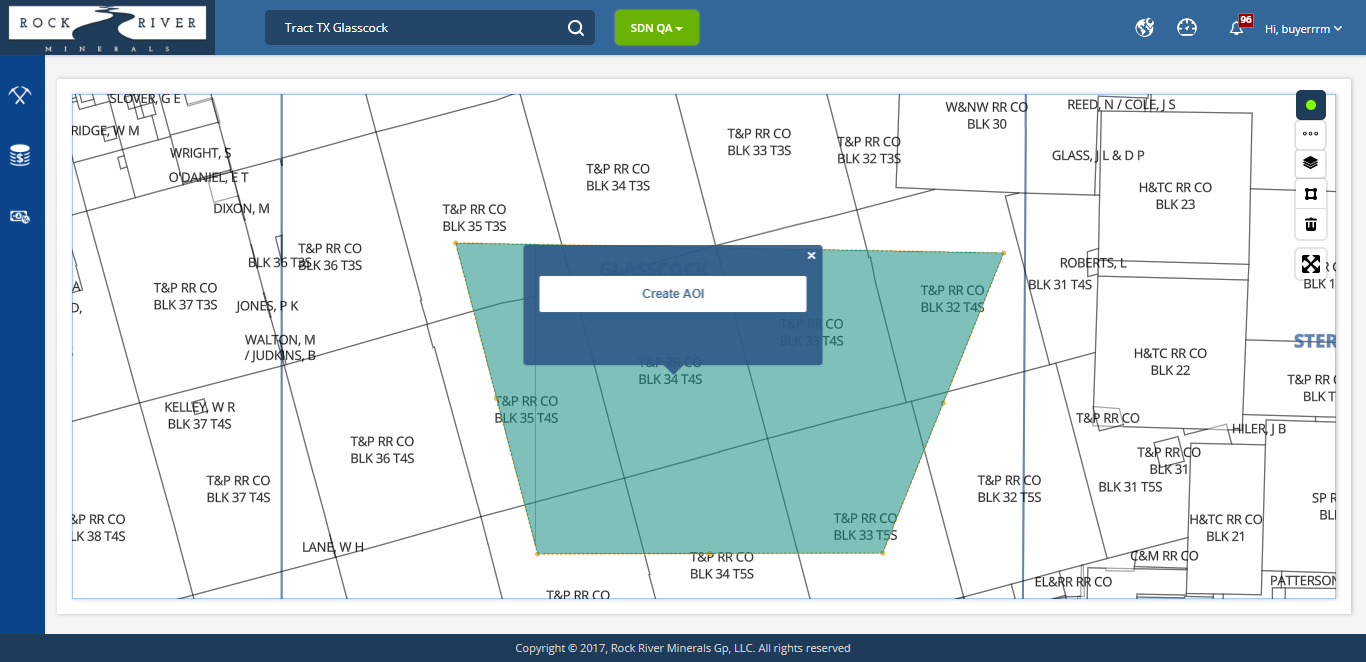 ROCK RIVER
MINERALS
Tract TX Glasscock
SDN QA
96
Hi, buyerrrm
SLOVER, G E
RIDGE, W M
WRIGHT, S
O'DANIEL, E T
DIXON, M
BLK 36 T3S
T&P RR CO
BLK 36 T3S
T&P RR CO
BLK 37 T3S
JONES, P K
WALTON, M
/ JUDKINS, B
KELLEY, W R
BLK 37 T4S
T&P RR CO
BLK 36 T4S
T&P RR CO
BLK 37 T4S
&P RR CO
LK 38 T4S
LANE, W H
T&P RR CO
BLK 35 T3S
T&P RR CO
BLK 34 T3S
T&P RR CO
BLK 33 T3S
T&P RR CO
BLK 32 T3S
W&NW RR CO
BLK 30
REED, N / COLE, J S
GLASS, J L & D P
H&TC RR CO
BLK 23
ROBERTS, L
BLK 31 T4S
BLK 1
GLASSCOCK
Create AOI
T&P RR CO
BLK 32 T4S
T&P RR CO
BLK 33 T4S
T&P RR CO
BLK 34 T4S
T&P RR CO
BLK 35 T4S
STER
H&TC RR CO
BLK 22
T&P RR
BLK T
T&P RR CO
HILER, J B
T&P RR CO
BLK 31
BLK 31 T5S
T&P RR CO
BLK 32 T5S
T&P RR CO
BLK 33 T5S
T&P RR CO
BLK 34 T5S
T&P RR CO
H&TC RR CO
BLK 21
SP R
BL
C&M RR CO
EL&RR RR CO
PATTERSON
Copyright © 2017, Rock River Minerals Gp, LLC. All rights reserved